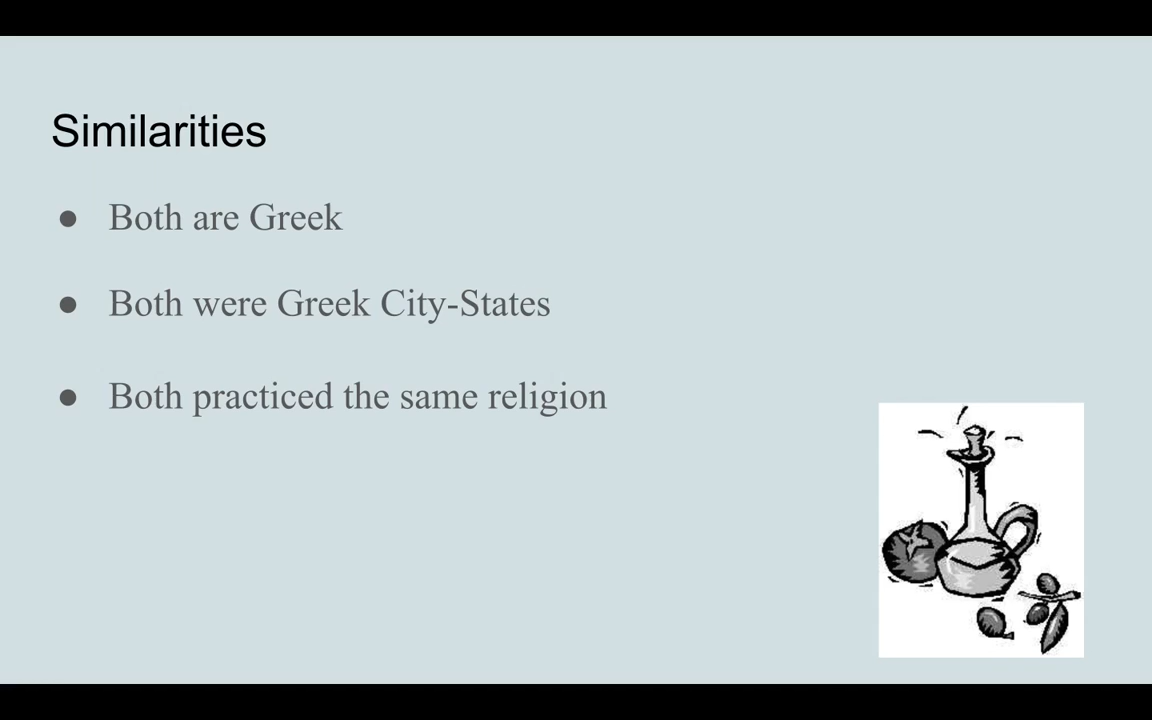 Similarities
● Both are Greek
● Both were Greek City-States
● Both practiced the same religion